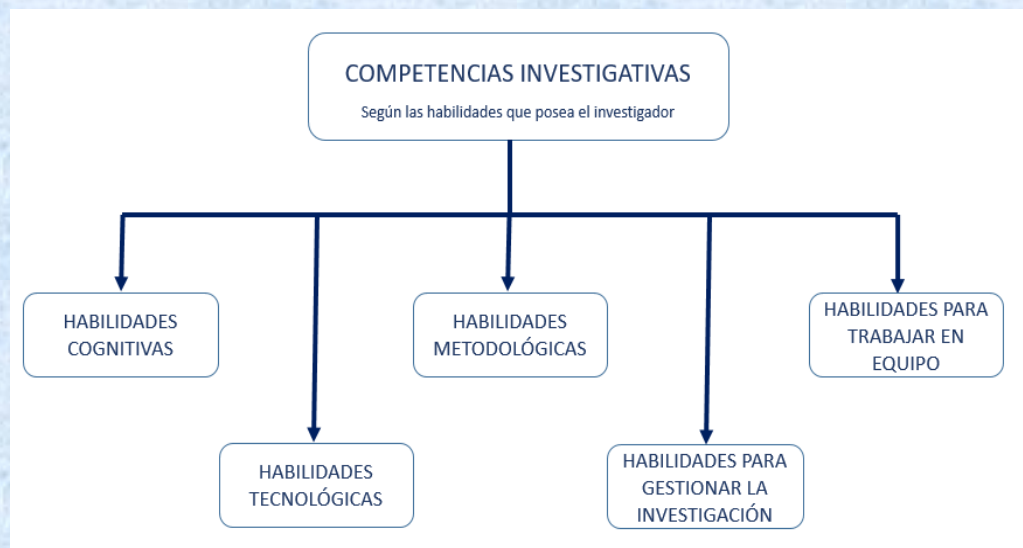 COMPETENCIAS INVESTIGATIVAS
Según las habilidades que posea el investigador
HABILIDADES
COGNITIVAS
HABILIDADES
METODOLÓGICAS
HABILIDADES PARA
TRABAJAR EN
EQUIPO
HABILIDADES
TECNOLÓGICAS
HABILIDADES PARA
GESTIONAR LA
INVESTIGACIÓN